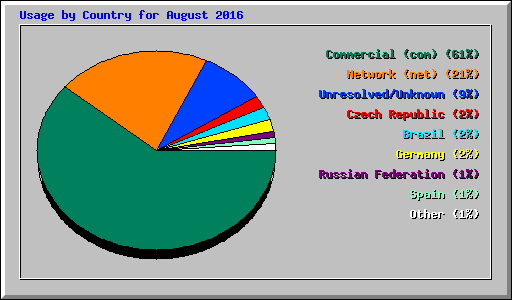 Usage by Country for August 2016
Commercial (com) (61%)
Network (net) (21%)
Unresolved/Unknown (9%)
Czech Republic (2%)
Brazil (2%)
Germany (2%)
Russian Federation (1%)
Spain (1%)
Other (1%)